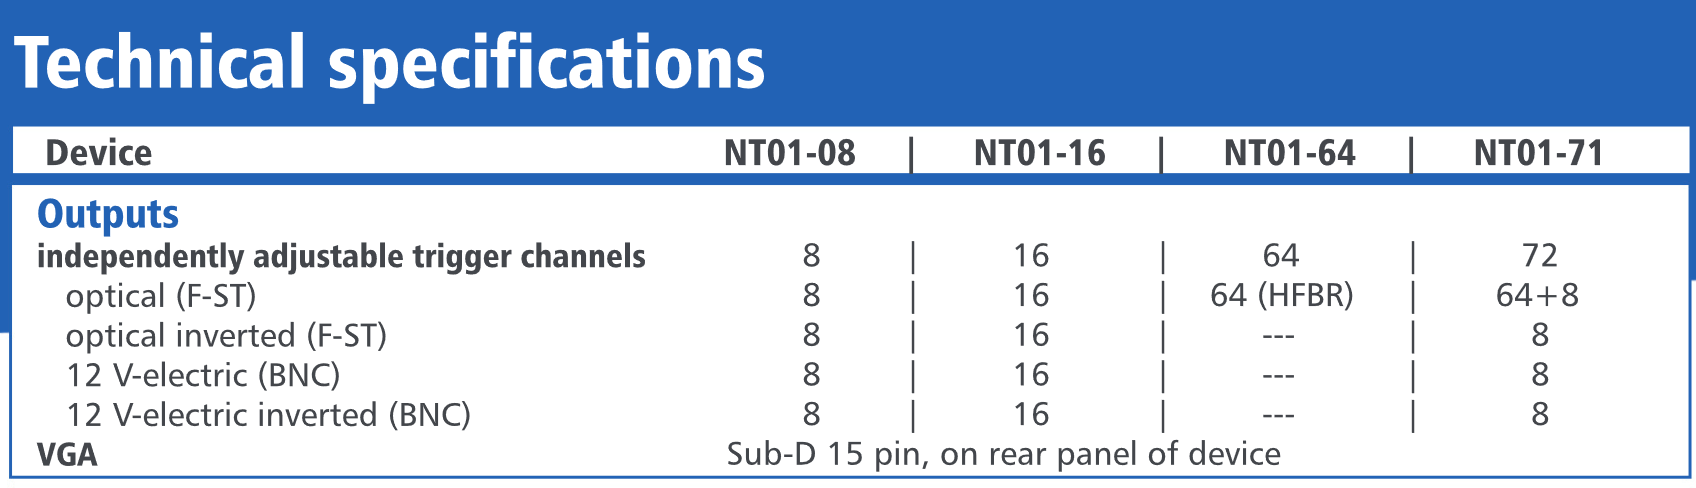 Technical specifications
Device NT01-08 | NT01-16 | NT01-64 | NT01-71
Outputs
independently adjustable trigger channels 8 | 16 | 64 | 72
optical (F-ST) 8 | 16 | 64 (HFBR) | 64+8
optical inverted (F-ST) 8 | 16 | --- | 8
12 V-electric (BNC) 8 | 16 | --- | 8
12 V-electric inverted (BNC) 8 | 16 | --- | 8
VGA Sub-D 15 pin, on rear panel of device